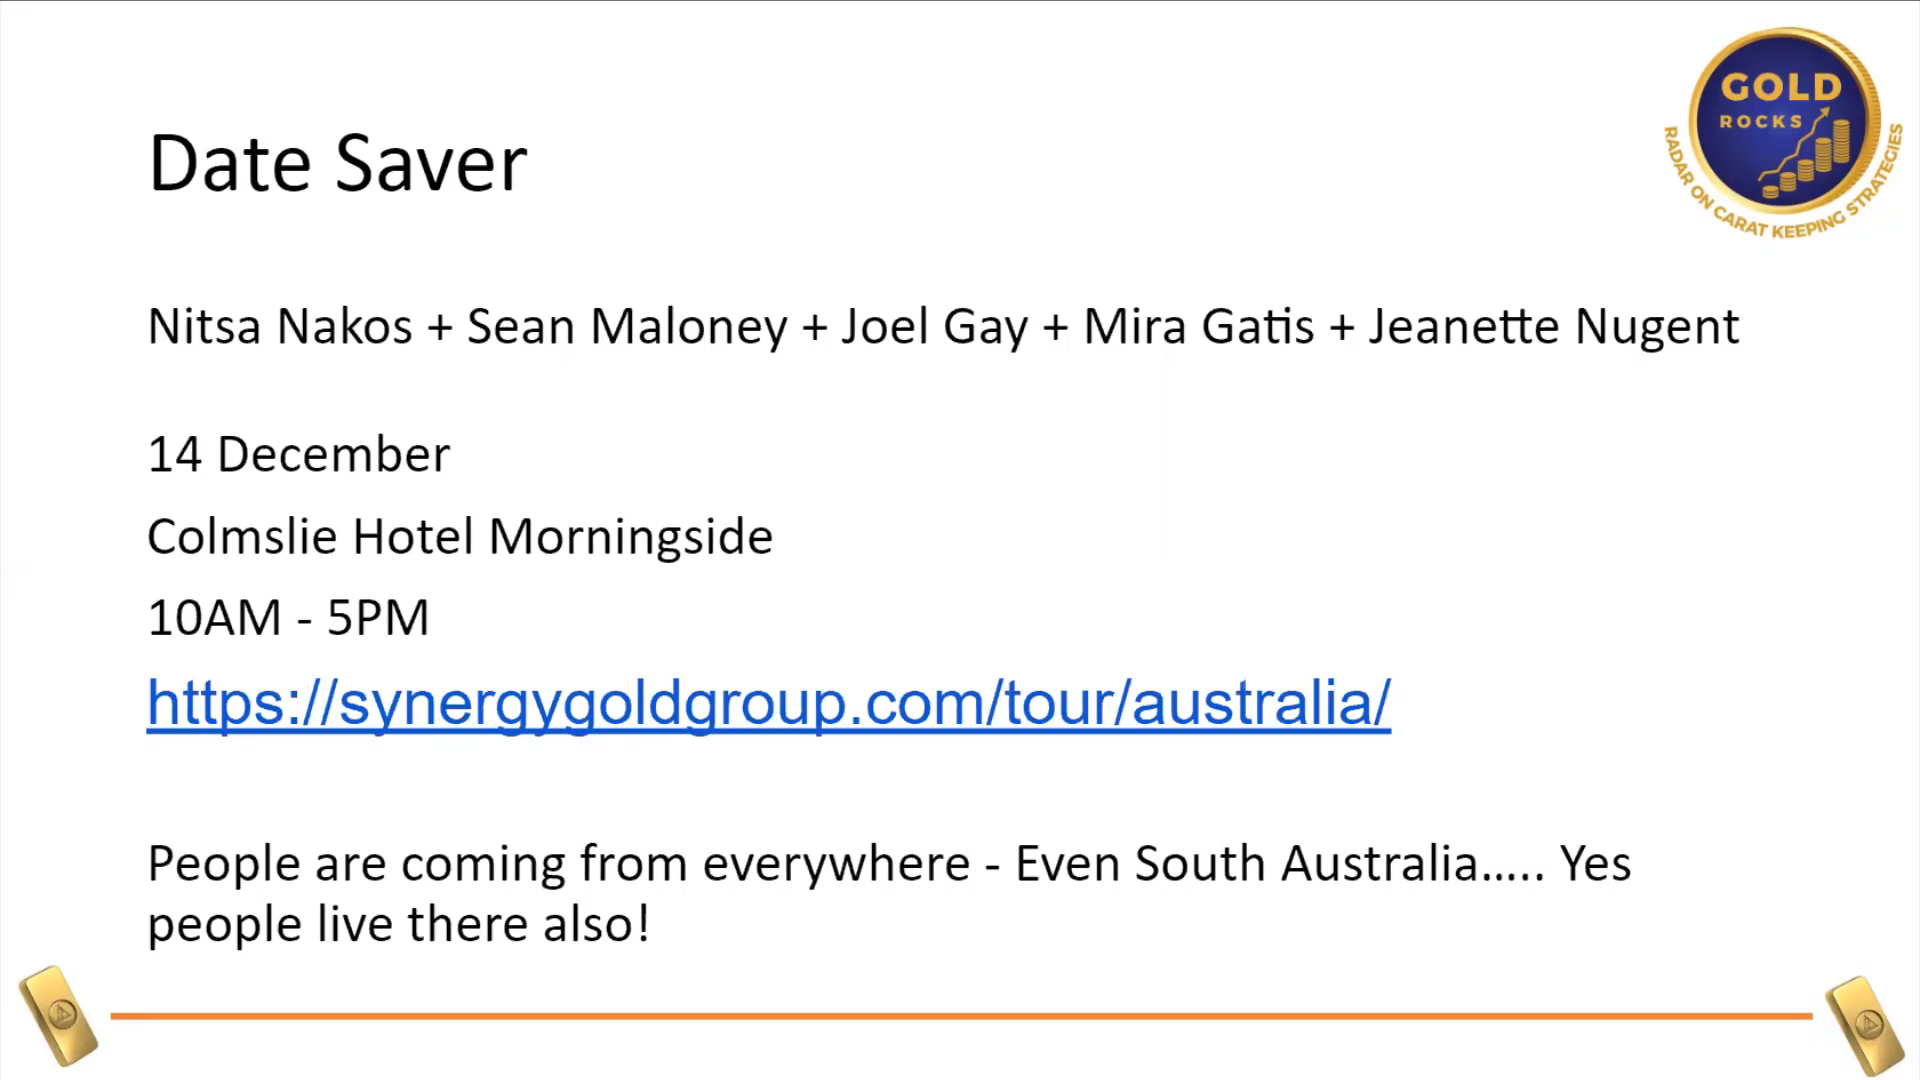 GOLD
ROCKS
RADAR ON CARAT KEEPING STRATEGIES
Date Saver
Nitsa Nakos + Sean Maloney + Joel Gay + Mira Gatis + Jeanette Nugent
14 December
Colmslie Hotel Morningside
10AM - 5PM
https://synergygoldgroup.com/tour/australia/
People are coming from everywhere - Even South Australia..... Yes
people live there also!